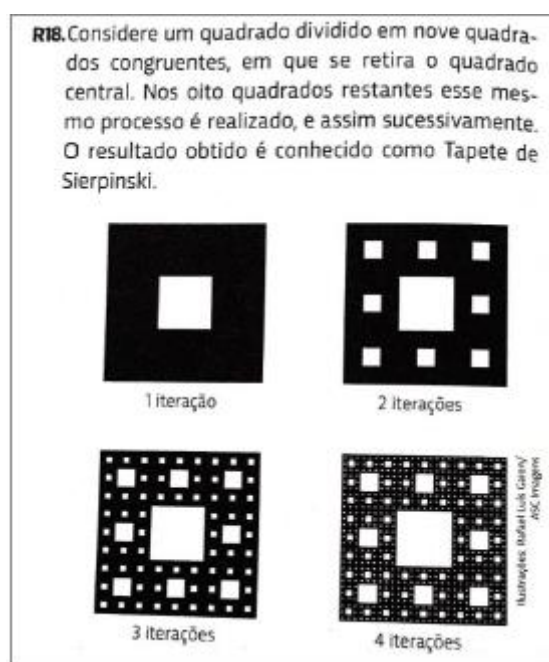 R18. Considere um quadrado dividido em nove quadra-
dos congruentes, em que se retira o quadrado
central. Nos oito quadrados restantes esse mes-
mo processo é realizado, e assim sucessivamente.
O resultado obtido é conhecido como Tapete de
Sierpinski.
1 iteração
2 iterações
3 iterações
4 iterações
Ilustrações: Rafael Luís Gaion/
ASC Imagens